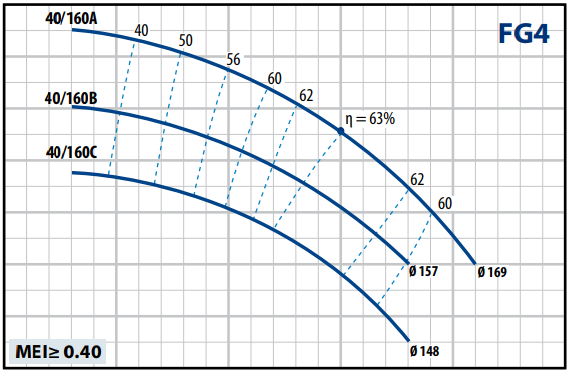 40/160A
FG4
40
50
56
60
62
η = 63%
40/160B
40/160C
62
60
Ø 157
Ø 169
Ø 148
MEI≥ 0.40